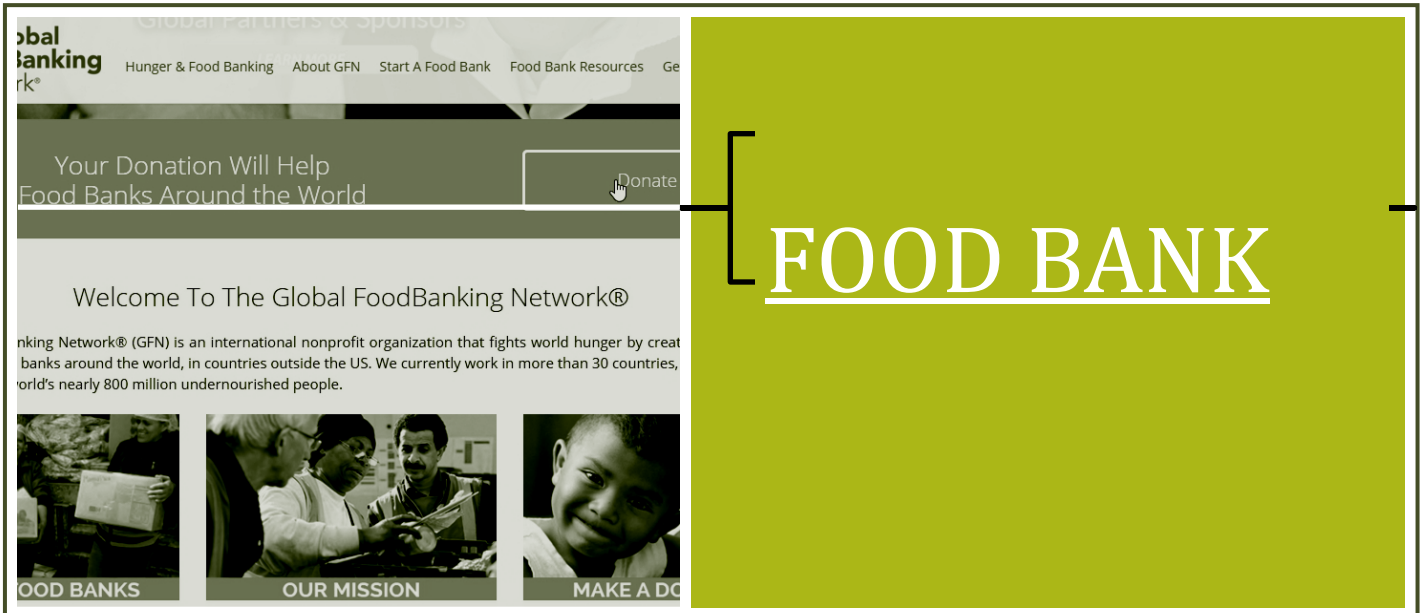 Global Partners & Sponsors
obal
Banking
rk®
Hunger & Food Banking About GFN Start A Food Bank Food Bank Resources Ge
Your Donation Will Help
Food Banks Around the World
Donate
FOOD BANK
Welcome To The Global FoodBanking Network®
nking Network® (GFN) is an international nonprofit organization that fights world hunger by creat
banks around the world, in countries outside the US. We currently work in more than 30 countries,
orld's nearly 800 million undernourished people.
OOD BANKS
OUR MISSION
MAKE A DO